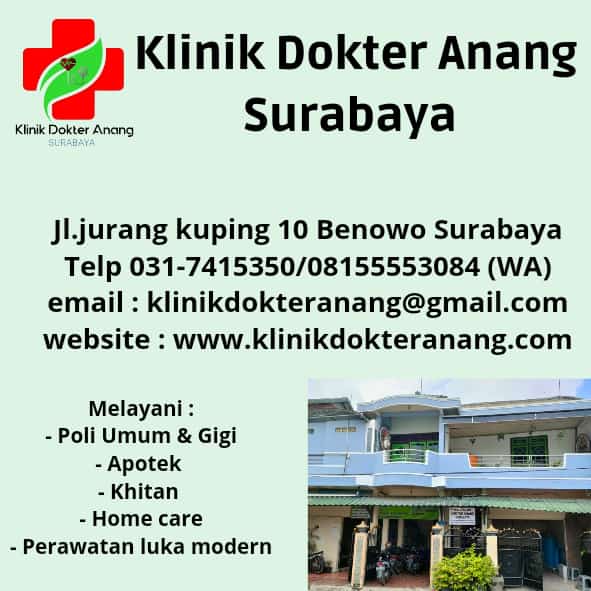 Klinik Dokter Anang
Surabaya
Klinik Dokter Anang
SURABAYA
Jl.jurang kuping 10 Benowo Surabaya
Telp 031-7415350/08155553084 (WA)
email : klinikdokteranang@gmail.com
website : www.klinikdokteranang.com
Melayani :
- Poli Umum & Gigi
- Apotek
- Khitan
- Home care
- Perawatan luka modern